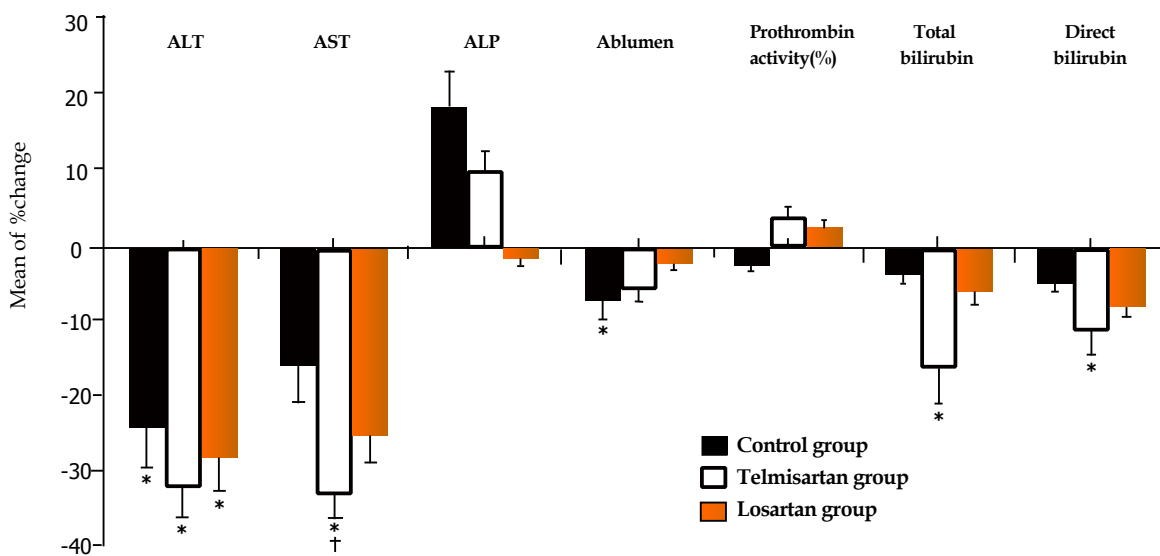 30
20
10
0
-10
-20
-30
-40
Mean of %change
ALT
AST
ALP
Ablumen
Prothrombin
activity(%)
Total
bilirubin
Direct
bilirubin
*
*
*
*
†
*
*
*
Control group
Telmisartan group
Losartan group